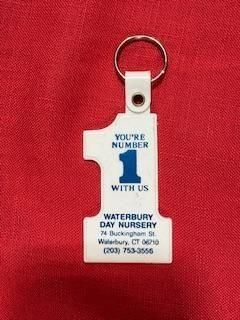 YOU'RE
NUMBER
1
WITH US
WATERBURY
DAY NURSERY
74 Buckingham St.
Waterbury, CT 06710
(203) 753-3556